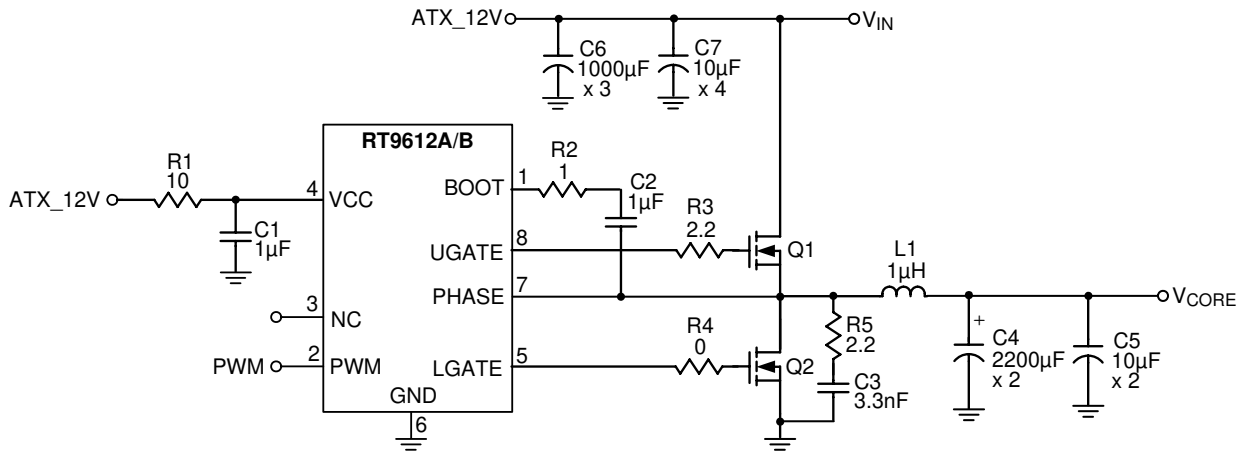 ATX_12V
V_IN
C6
1000µF
x 3
C7
10µF
x 4
RT9612A/B
R1
10
ATX_12V
4
VCC
C1
1µF
BOOT
1
R2
1
C2
1µF
UGATE
8
R3
2.2
Q1
PHASE
7
L1
1µH
V_CORE
3
NC
PWM
2
PWM
LGATE
5
R4
0
Q2
R5
2.2
C3
3.3nF
+
C4
2200µF
x 2
C5
10µF
x 2
GND
6